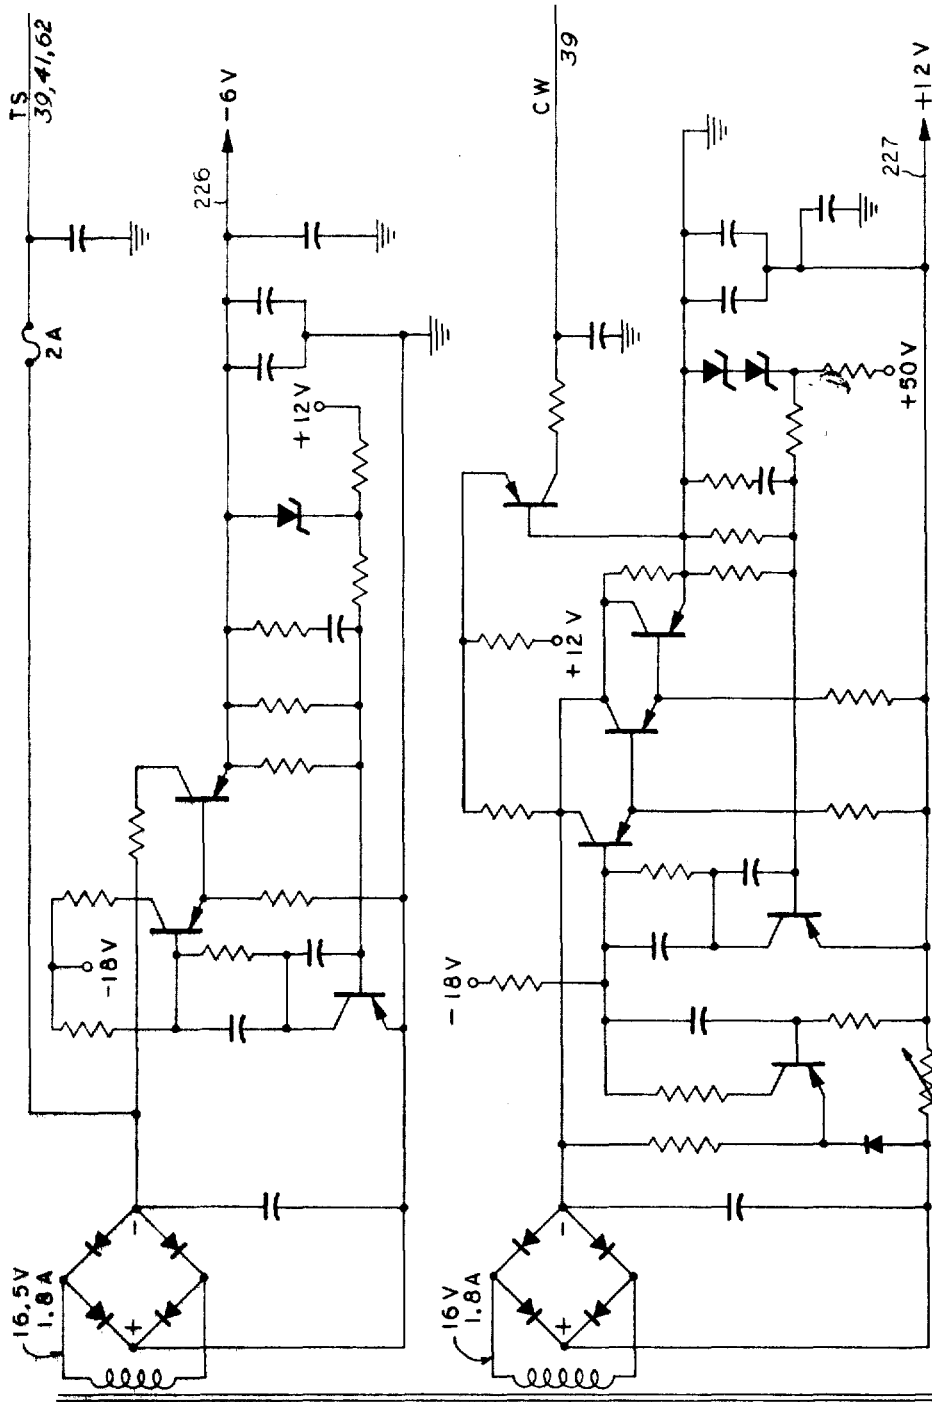 TS
39,41,62
2A
-6V
226
+12V
-18V
16.5V
1.8A
-
+
CW
39
+12V
+50V
227
+12V
-18V
16V
1.8A
-
+